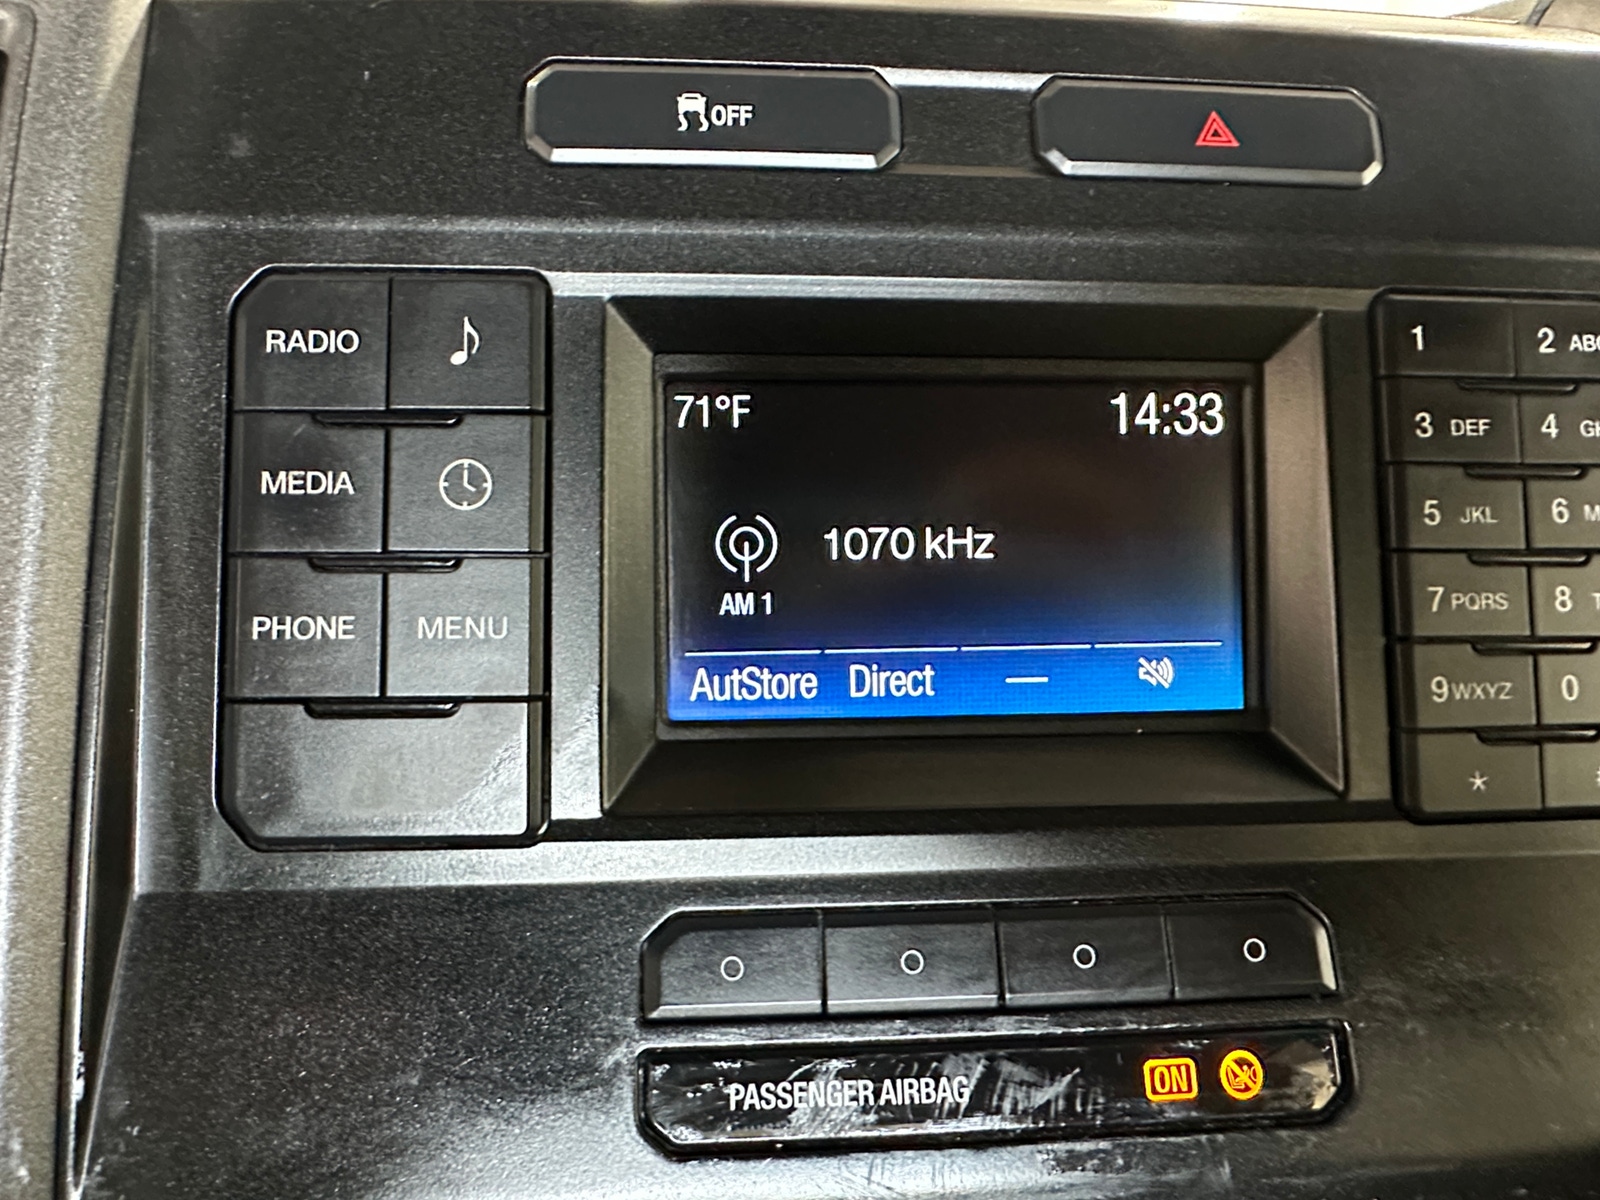 OFF
RADIO
MEDIA
PHONE MENU
71°F 14:33
1070 kHz
AM 1
AutStore Direct —
1 2 ABC
3 DEF 4
5 JKL 6
7 PQRS 8
9 WXYZ 0
*
PASSENGER AIRBAG ON